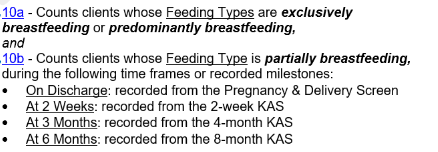 10a - Counts clients whose Feeding Types are exclusively
breastfeeding or predominantly breastfeeding,
and
10b - Counts clients whose Feeding Type is partially breastfeeding,
during the following time frames or recorded milestones:
• On Discharge: recorded from the Pregnancy & Delivery Screen
• At 2 Weeks: recorded from the 2-week KAS
• At 3 Months: recorded from the 4-month KAS
• At 6 Months: recorded from the 8-month KAS